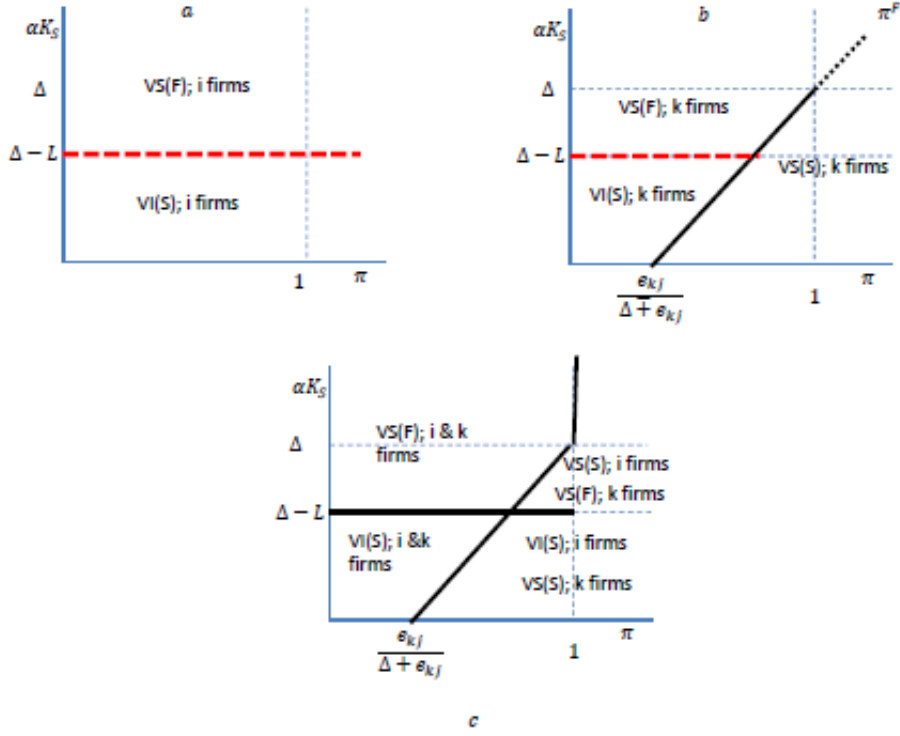 a
αK_S
VS(F); i firms
Δ
Δ − L
VI(S); i firms
1
π
b
π^F
αK_S
Δ
VS(F); k firms
Δ − L
VS(S); k firms
VI(S); k firms
e_kj
Δ + e_kj
1
π
αK_S
VS(F); i & k
firms
Δ
VS(S); i firms
VS(F); k firms
Δ − L
VI(S); i &k
firms
VI(S); i firms
VS(S); k firms
e_kj
Δ + e_kj
1
π
c